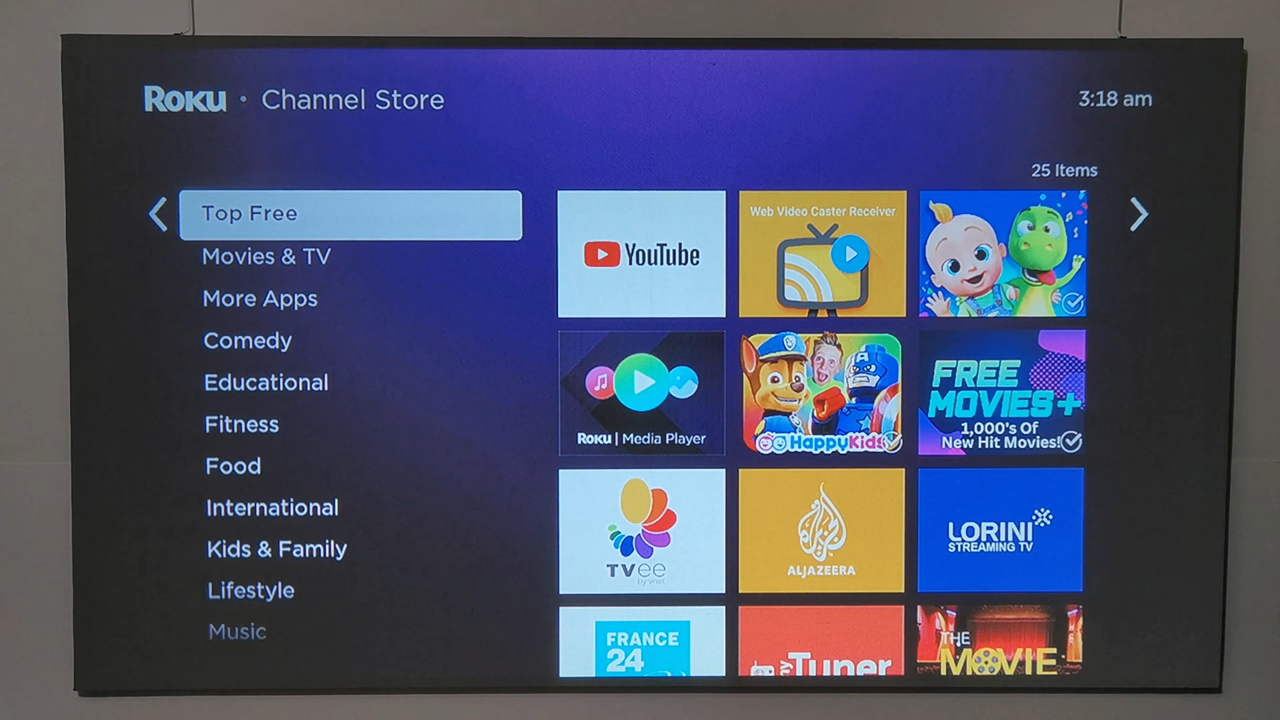 Roku • Channel Store
3:18 am
25 Items
Top Free
Movies & TV
More Apps
Comedy
Educational
Fitness
Food
International
Kids & Family
Lifestyle
Music
YouTube
Web Video Caster Receiver
Roku | Media Player
HappyKids
FREE
MOVIES+
1,000's Of
New Hit Movies!
TVee
by vnet
ALJAZEERA
LORINI
STREAMING TV
FRANCE
24
Tuner
THE
MOVIE